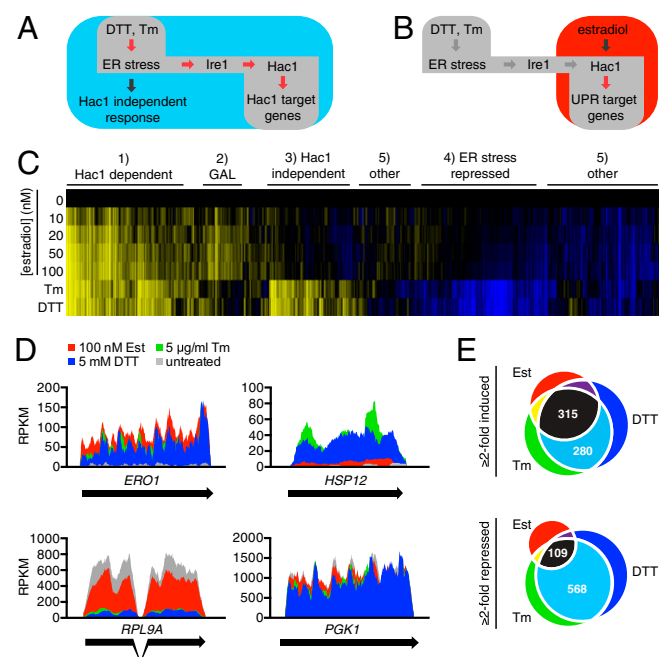 A
DTT, Tm
ER stress
Ire1
Hac1
Hac1 independent
response
Hac1 target
genes
B
DTT, Tm
estradiol
ER stress
Ire1
Hac1
UPR target
genes
C
1)
Hac1 dependent
2)
GAL
3) Hac1
independent
5)
other
4) ER stress
repressed
5)
other
[estradiol] (nM)
0
10
20
50
100
Tm
DTT
D
100 nM Est
5 µg/ml Tm
5 mM DTT
untreated
RPKM
200
150
100
50
0
ERO1
100
80
60
40
20
0
HSP12
RPKM
1000
800
600
400
200
0
RPL9A
2000
1500
1000
500
0
PGK1
E
≥2-fold induced
Est
315
DTT
280
Tm
≥2-fold repressed
Est
109
DTT
568
Tm